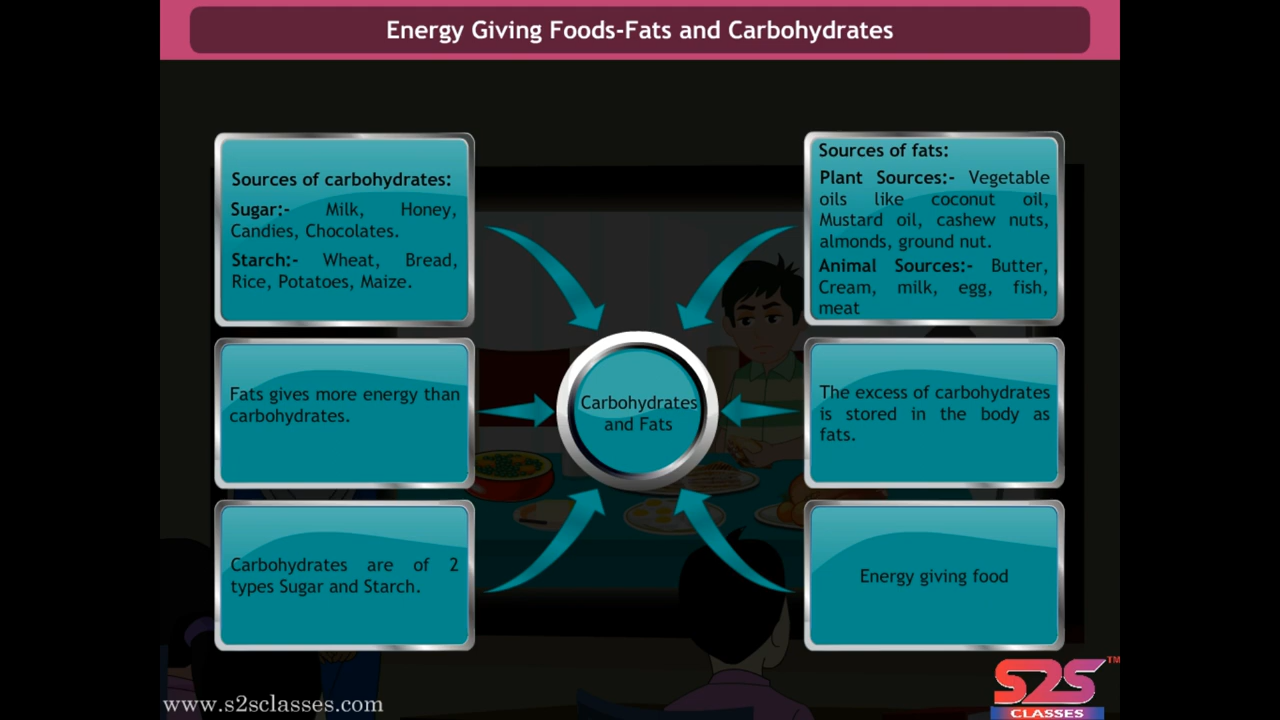 Energy Giving Foods-Fats and Carbohydrates
Sources of carbohydrates:
Sugar:- Milk, Honey,
Candies, Chocolates.
Starch:- Wheat, Bread,
Rice, Potatoes, Maize.
Sources of fats:
Plant Sources:- Vegetable
oils like coconut oil,
Mustard oil, cashew nuts,
almonds, ground nut.
Animal Sources:- Butter,
Cream, milk, egg, fish,
meat
Fats gives more energy than
carbohydrates.
Carbohydrates
and Fats
The excess of carbohydrates
is stored in the body as
fats.
Carbohydrates are of 2
types Sugar and Starch.
Energy giving food
www.s2sclasses.com
S2S TM
CLASSES